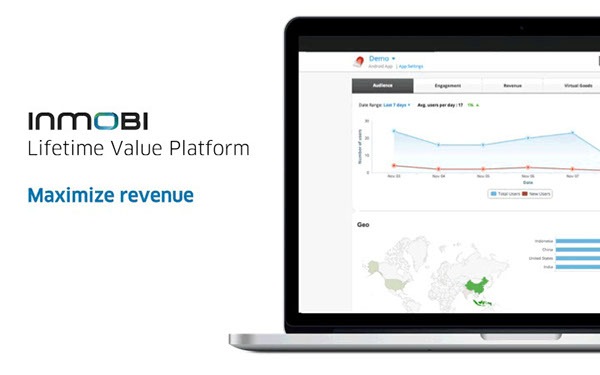 INMOBI
Lifetime Value Platform
Maximize revenue
Demo
Android App | App Settings
Audience
Engagement
Revenue
Virtual Goods
Date Range: Last 7 days
Avg. users per day : 17
1%
Number of users
30
20
10
0
Nov 03
Nov 04
Nov 05
Nov 06
Nov 07
Date
Total Users
New Users
Geo
Indonesia
China
United States
India